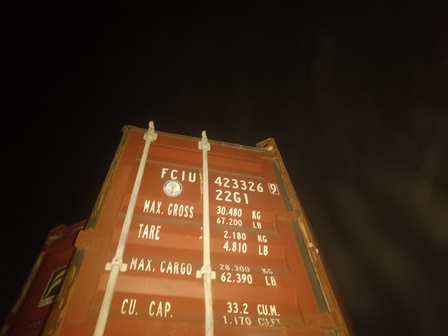 FCIU 423326 9
22G1
MAX. GROSS 30.480 KG
67.200 LB
TARE 2.180 KG
4,810 LB
MAX. CARGO 28.300 KG
62.390 LB
CU. CAP. 33.2 CU.M.
1.170 CU.FT